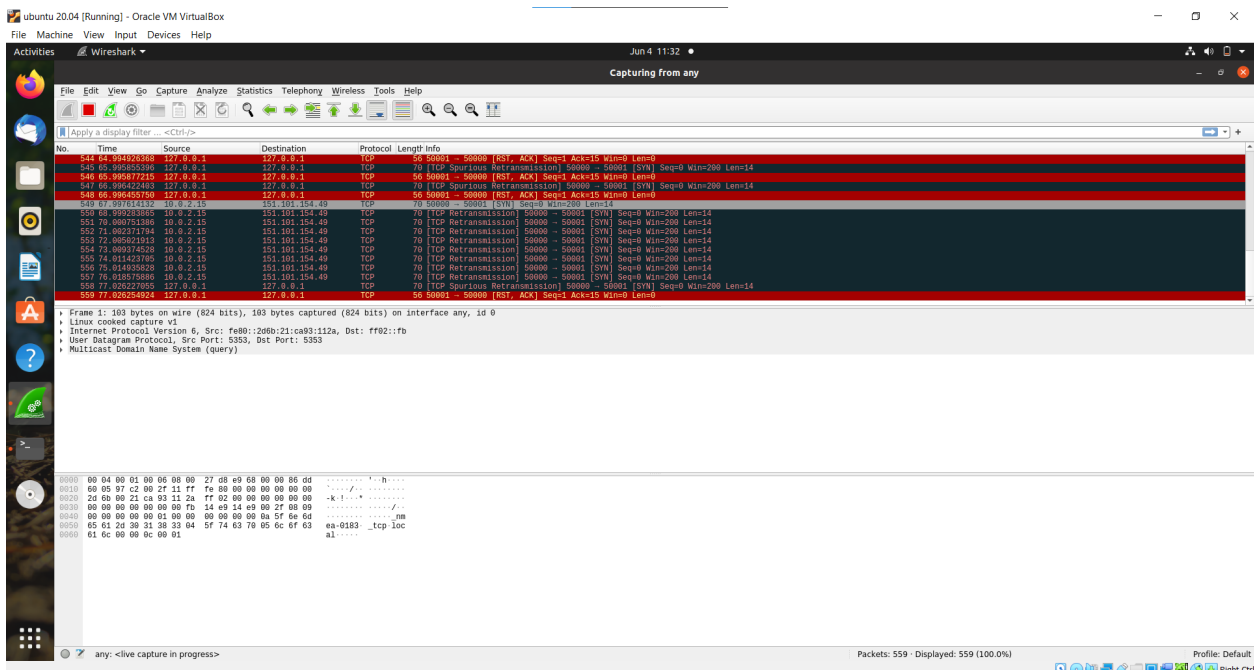 ubuntu 20.04 [Running] - Oracle VM VirtualBox
File Machine View Input Devices Help
Activities Wireshark Jun 4 11:32
Capturing from any
File Edit View Go Capture Analyze Statistics Telephony Wireless Tools Help
Apply a display filter ... <Ctrl-/>
No. Time Source Destination Protocol Length Info
544 64.994926368 127.0.0.1 127.0.0.1 TCP 56 50001 → 50000 [RST, ACK] Seq=1 Ack=15 Win=0 Len=0
545 65.995855396 127.0.0.1 127.0.0.1 TCP 70 [TCP Spurious Retransmission] 50000 → 50001 [SYN] Seq=0 Win=200 Len=14
546 65.995877215 127.0.0.1 127.0.0.1 TCP 56 50001 → 50000 [RST, ACK] Seq=1 Ack=15 Win=0 Len=0
547 66.996422403 127.0.0.1 127.0.0.1 TCP 70 [TCP Spurious Retransmission] 50000 → 50001 [SYN] Seq=0 Win=200 Len=14
548 66.996455750 127.0.0.1 127.0.0.1 TCP 56 50001 → 50000 [RST, ACK] Seq=1 Ack=15 Win=0 Len=0
549 67.997614132 10.0.2.15 151.101.154.49 TCP 70 50000 → 50001 [SYN] Seq=0 Win=200 Len=14
550 68.999283865 10.0.2.15 151.101.154.49 TCP 70 [TCP Retransmission] 50000 → 50001 [SYN] Seq=0 Win=200 Len=14
551 70.000751386 10.0.2.15 151.101.154.49 TCP 70 [TCP Retransmission] 50000 → 50001 [SYN] Seq=0 Win=200 Len=14
552 71.002371794 10.0.2.15 151.101.154.49 TCP 70 [TCP Retransmission] 50000 → 50001 [SYN] Seq=0 Win=200 Len=14
553 72.005021913 10.0.2.15 151.101.154.49 TCP 70 [TCP Retransmission] 50000 → 50001 [SYN] Seq=0 Win=200 Len=14
554 73.009374528 10.0.2.15 151.101.154.49 TCP 70 [TCP Retransmission] 50000 → 50001 [SYN] Seq=0 Win=200 Len=14
555 74.011423705 10.0.2.15 151.101.154.49 TCP 70 [TCP Retransmission] 50000 → 50001 [SYN] Seq=0 Win=200 Len=14
556 75.014935828 10.0.2.15 151.101.154.49 TCP 70 [TCP Retransmission] 50000 → 50001 [SYN] Seq=0 Win=200 Len=14
557 76.018575886 10.0.2.15 151.101.154.49 TCP 70 [TCP Retransmission] 50000 → 50001 [SYN] Seq=0 Win=200 Len=14
558 77.026227055 127.0.0.1 127.0.0.1 TCP 70 [TCP Spurious Retransmission] 50000 → 50001 [SYN] Seq=0 Win=200 Len=14
559 77.026254924 127.0.0.1 127.0.0.1 TCP 56 50001 → 50000 [RST, ACK] Seq=1 Ack=15 Win=0 Len=0
Frame 1: 103 bytes on wire (824 bits), 103 bytes captured (824 bits) on interface any, id 0
Linux cooked capture v1
Internet Protocol Version 6, Src: fe80::2d6b:21:ca93:112a, Dst: ff02::fb
User Datagram Protocol, Src Port: 5353, Dst Port: 5353
Multicast Domain Name System (query)
0000 00 04 00 01 00 06 08 00 27 d8 e9 68 00 00 86 dd ········ '··h····
0010 60 05 97 c2 00 2f 11 ff fe 80 00 00 00 00 00 00 `····/·· ········
0020 2d 6b 00 21 ca 93 11 2a ff 02 00 00 00 00 00 00 -k·!···* ········
0030 00 00 00 00 00 00 00 fb 14 e9 14 e9 00 2f 08 09 ········ ·····/··
0040 00 00 00 00 00 01 00 00 00 00 00 00 0a 5f 6e 6d ········ ·····_nm
0050 65 61 2d 30 31 38 33 04 5f 74 63 70 05 6c 6f 63 ea-0183· _tcp·loc
0060 61 6c 00 00 0c 00 01 al·····
any: <live capture in progress> Packets: 559 · Displayed: 559 (100.0%) Profile: Default
Right Ctrl